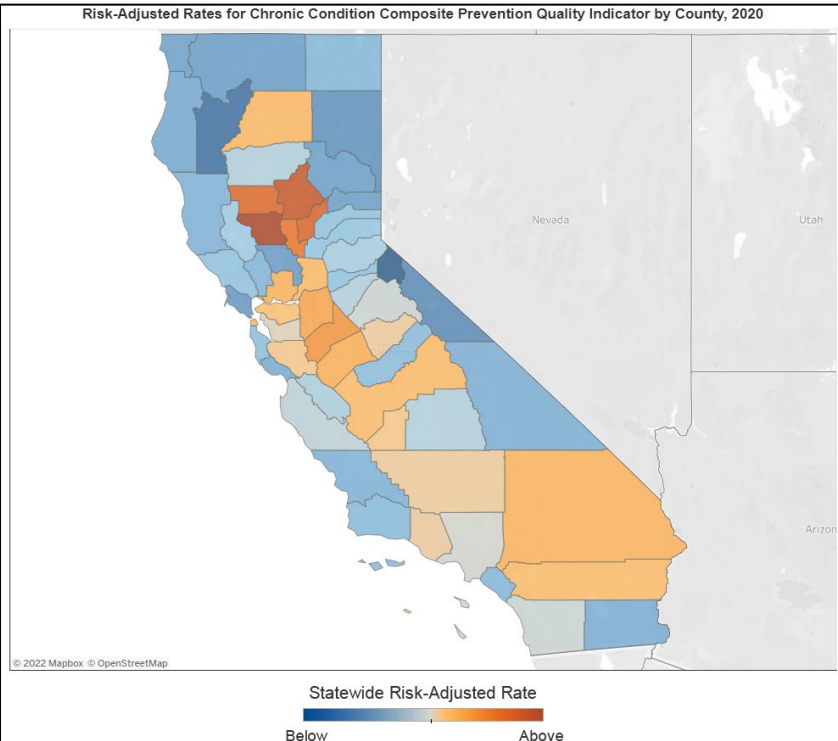 Risk-Adjusted Rates for Chronic Condition Composite Prevention Quality Indicator by County, 2020
Nevada
Utah
Arizon
© 2022 Mapbox © OpenStreetMap
Statewide Risk-Adjusted Rate
Below Above